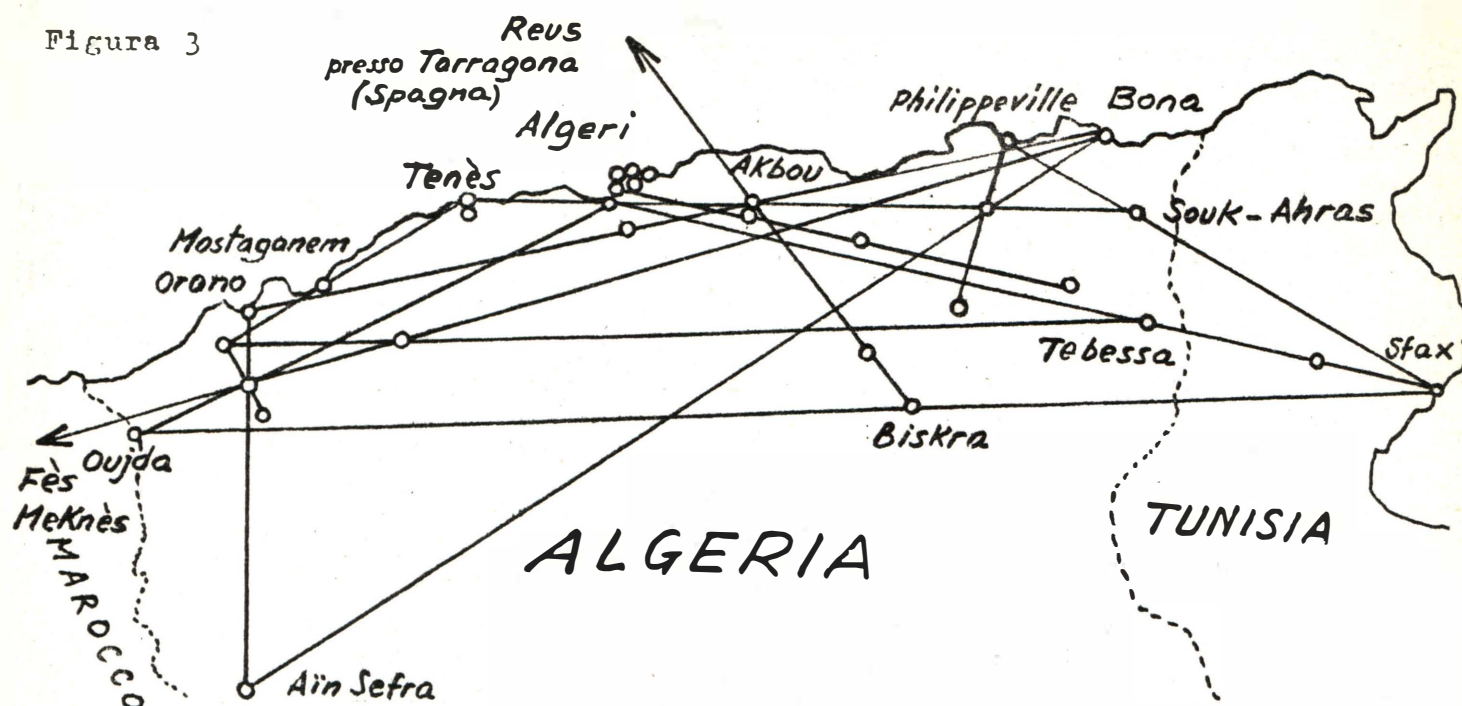 Figura 3
Reus
presso Tarragona
(Spagna)
Algeri
Philippeville
Bona
Tenès
Akbou
Souk-Ahras
Mostaganem
Orano
Tebessa
Sfax
Biskra
Oujda
Fès
Meknès
MAROCCO
ALGERIA
TUNISIA
Aïn Sefra